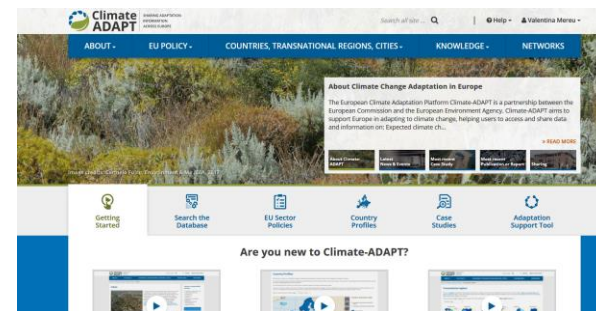 Climate
ADAPT
SHARING ADAPTATION
INFORMATION
ACROSS EUROPE
Search all site ...
Help
Valentina Mereu
ABOUT
EU POLICY
COUNTRIES, TRANSNATIONAL REGIONS, CITIES
KNOWLEDGE
NETWORKS
About Climate Change Adaptation in Europe
The European Climate Adaptation Platform Climate-ADAPT is a partnership between the
European Commission and the European Environment Agency. Climate-ADAPT aims to
support Europe in adapting to climate change, helping users to access and share data
and information on: Expected climate ch...
» READ MORE
About Climate
ADAPT
Latest
News & Events
Most recent
Case Study
Most recent
Publication or Report
Sharing
Getting
Started
Search the
Database
EU Sector
Policies
Country
Profiles
Case
Studies
Adaptation
Support Tool
Are you new to Climate-ADAPT?